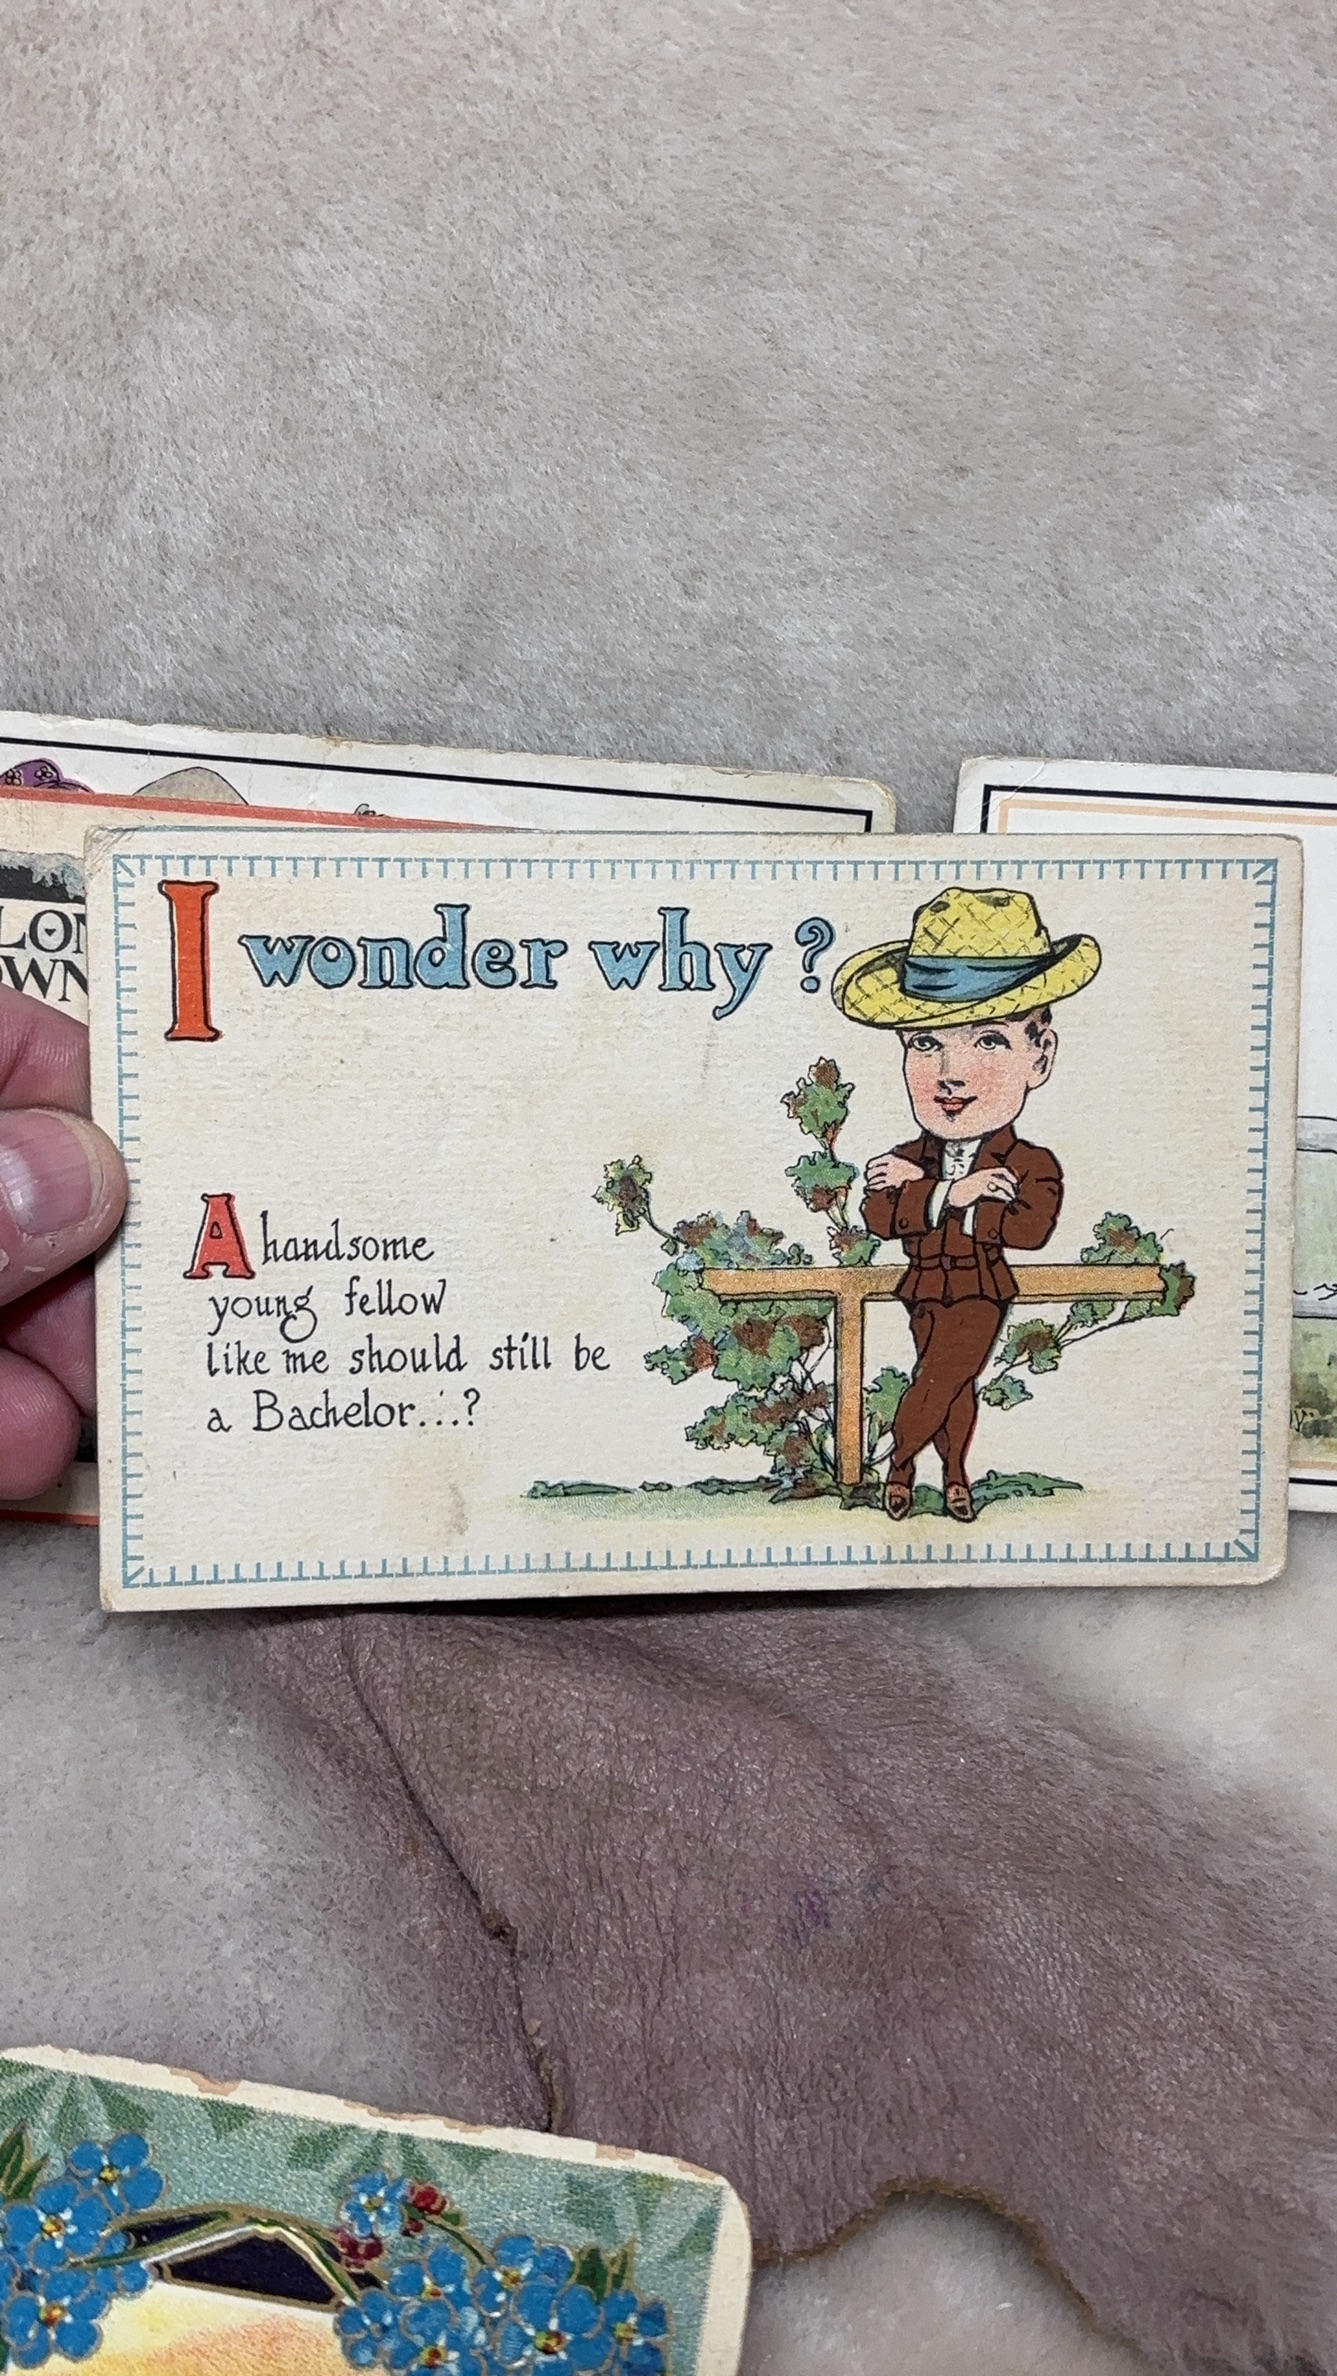 I wonder why?
A handsome
young fellow
like me should still be
a Bachelor...?